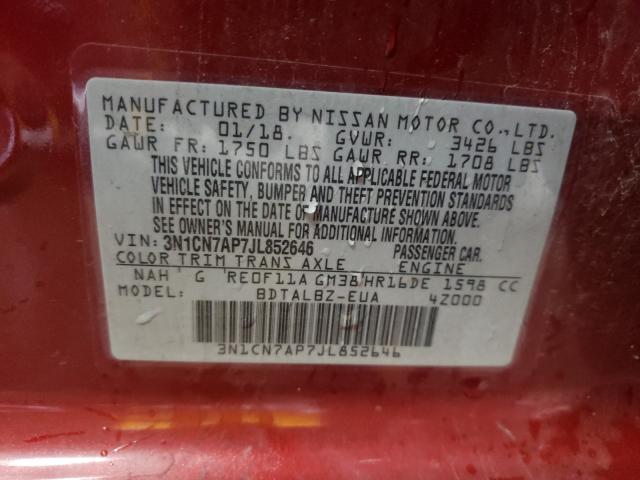 MANUFACTURED BY NISSAN MOTOR CO., LTD.
DATE: 01/18. GVWR: 3426 LBS
GAWR FR: 1750 LBS GAWR RR: 1708 LBS
THIS VEHICLE CONFORMS TO ALL APPLICABLE FEDERAL MOTOR
VEHICLE SAFETY, BUMPER AND THEFT PREVENTION STANDARDS
IN EFFECT ON THE DATE OF MANUFACTURE SHOWN ABOVE.
SEE OWNER'S MANUAL FOR ADDITIONAL INFORMATION.
VIN: 3N1CN7AP7JL852646 PASSENGER CAR.
COLOR TRIM TRANS AXLE ENGINE
NAH G RE0F11A GM38 HR16DE 1598 CC
MODEL: BDTALBZ-EUA 4Z000
3N1CN7AP7JL852646